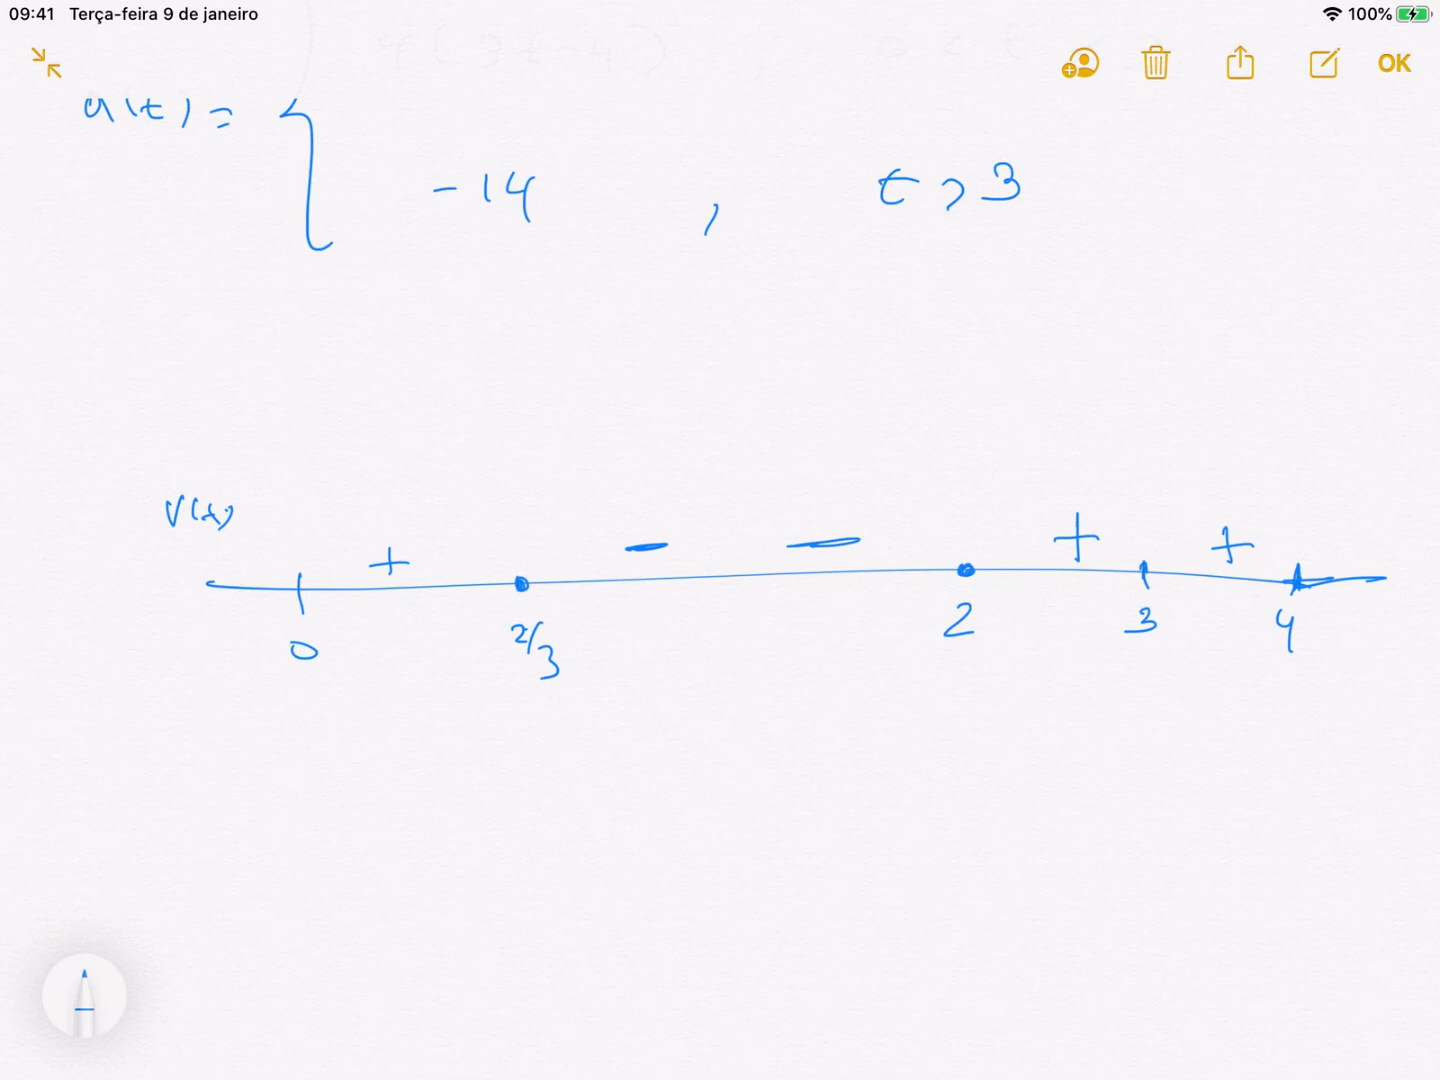 09:41 Terça-feira 9 de janeiro 100%
OK
a(t) = {
-14 , t > 3
V(t)
+ - - + +
0 2/3 2 3 4